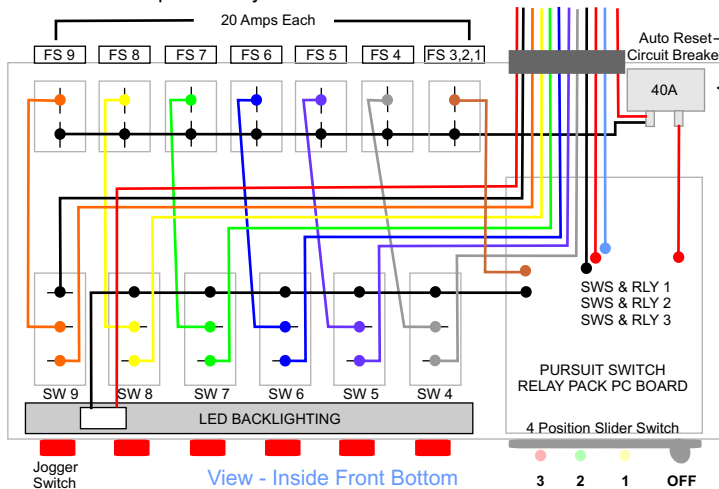 20 Amps Each
FS 9 FS 8 FS 7 FS 6 FS 5 FS 4 FS 3,2,1
Auto Reset
Circuit Breake
40A
SWS & RLY 1
SWS & RLY 2
SWS & RLY 3
PURSUIT SWITCH
RELAY PACK PC BOARD
SW 9 SW 8 SW 7 SW 6 SW 5 SW 4
LED BACKLIGHTING
4 Position Slider Switch
Jogger
Switch
View - Inside Front Bottom
3 2 1 OFF